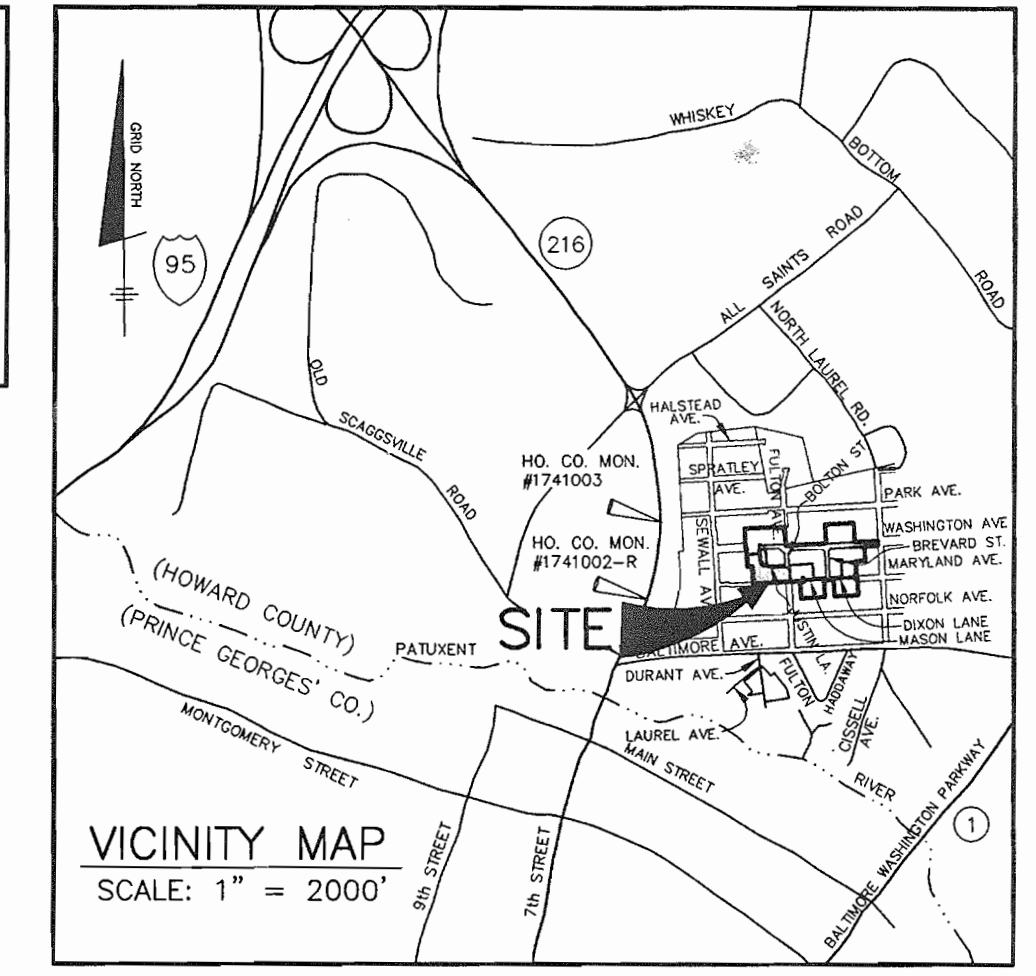 GRID NORTH
95
216
WHISKEY
BOTTOM
ROAD
ALL SAINTS ROAD
NORTH LAUREL RD.
OLD
SCAGGSVILLE
ROAD
HALSTEAD
AVE.
HO. CO. MON.
#1741003
SPRATLEY
AVE.
FULTON AVE.
BOLTON ST.
PARK AVE.
SEWALL AV
WASHINGTON AVE
BREVARD ST.
MARYLAND AVE.
HO. CO. MON.
#1741002-R
NORFOLK AVE.
DIXON LANE
MASON LANE
SITE
(HOWARD COUNTY)
(PRINCE GEORGES' CO.)
PATUXENT
BALTIMORE AVE.
STIN LA.
DURANT AVE.
FULTON
HADDAWAY
CISSELL
AVE.
LAUREL AVE.
RIVER
MONTGOMERY
STREET
MAIN STREET
9th STREET
7th STREET
BALTIMORE WASHINGTON PARKWAY
1
VICINITY MAP
SCALE: 1" = 2000'